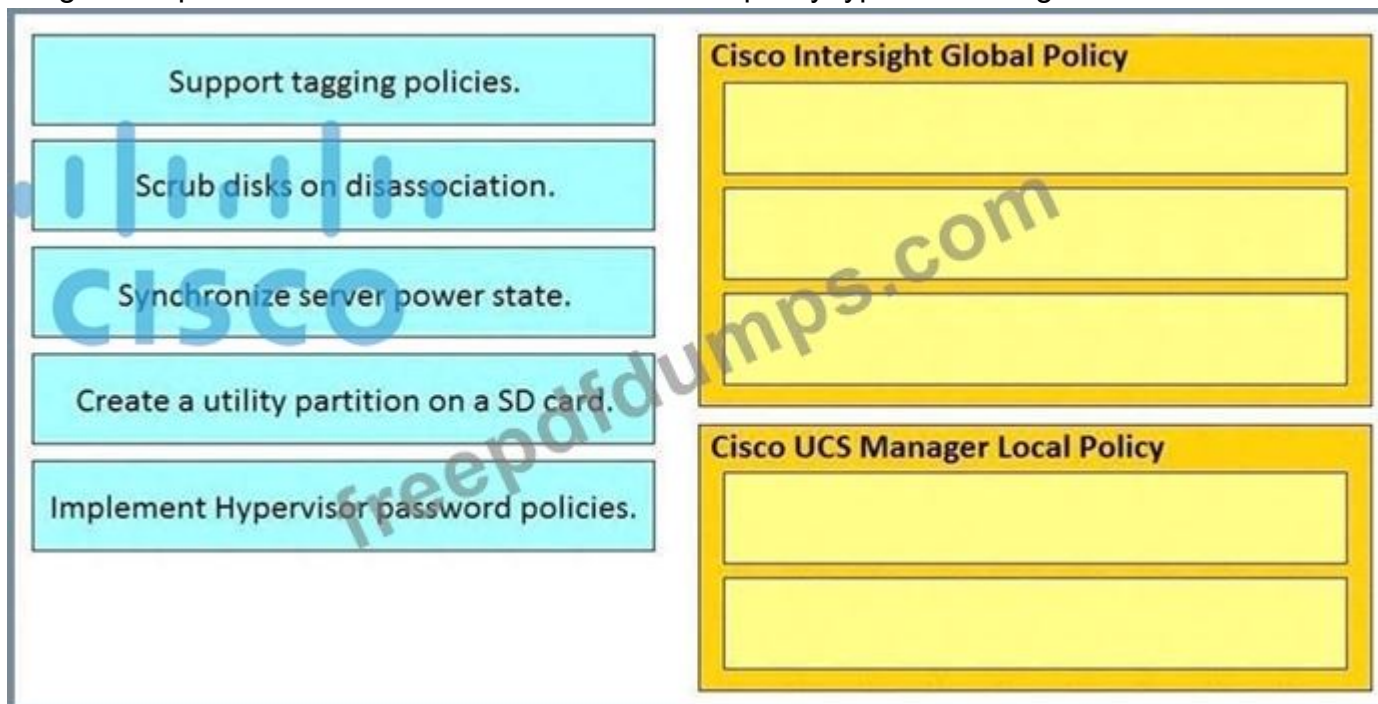 Support tagging policies.
Scrub disks on disassociation.
Synchronize server power state.
Create a utility partition on a SD card.
Implement Hypervisor password policies.
Cisco Intersight Global Policy
Cisco UCS Manager Local Policy
CISCO
freepdfdumps.com